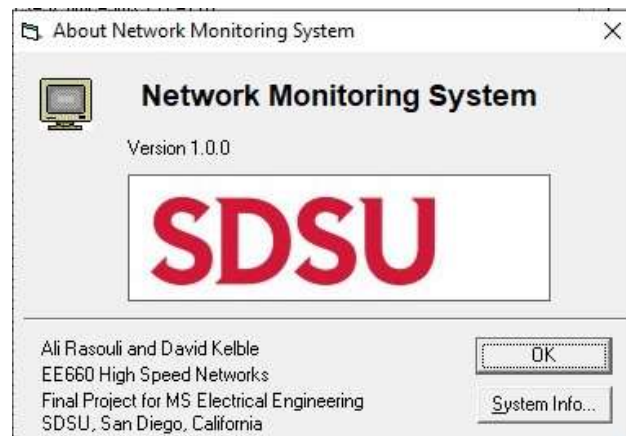 About Network Monitoring System
Network Monitoring System
Version 1.0.0
SDSU
Ali Rasouli and David Kelble
EE660 High Speed Networks
Final Project for MS Electrical Engineering
SDSU, San Diego, California
OK
System Info...